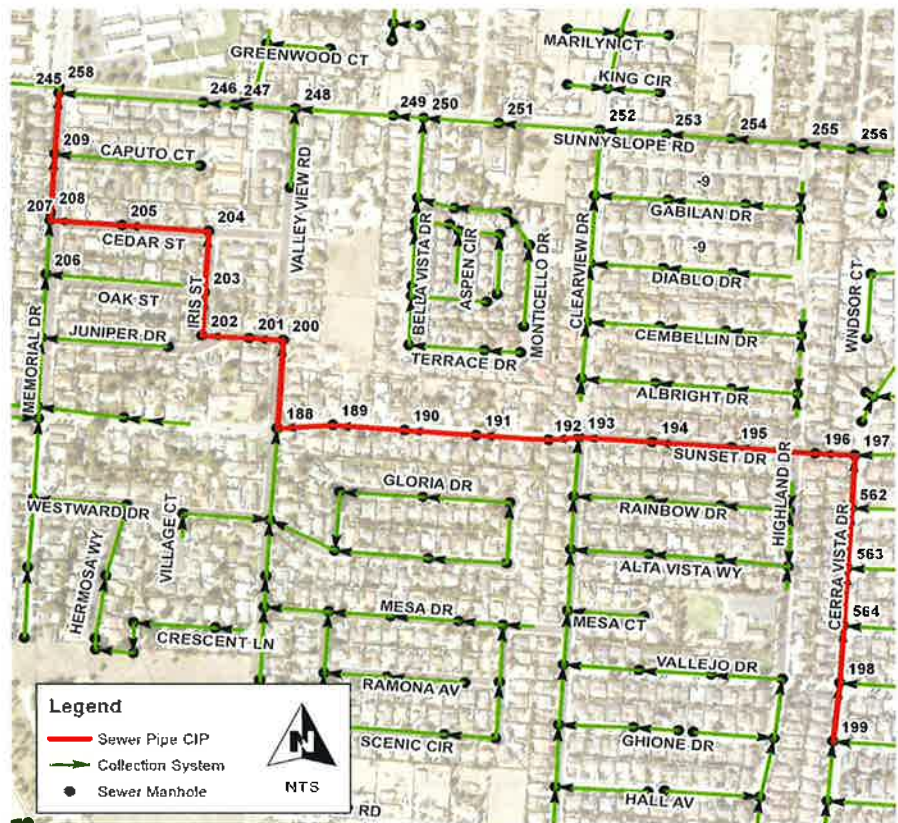 GREENWOOD CT
MARILYN CT
KING CIR
245
258
246
247
248
249
250
251
252
253
254
255
256
SUNNYSLOPE RD
209
CAPUTO CT
VALLEY VIEW RD
-9
GABILAN DR
207
208
205
204
CEDAR ST
BELLA VISTA DR
ASPEN CIR
MONTICELLO DR
CLEARVIEW DR
-9
DIABLO DR
WNDSOR CT
206
OAK ST
203
IRIS ST
202
201
200
JUNIPER DR
MEMORIAL DR
TERRACE DR
CEMBELLIN DR
ALBRIGHT DR
188
189
190
191
192
193
194
195
196
197
SUNSET DR
HIGHLAND DR
CERRA VISTA DR
GLORIA DR
RAINBOW DR
562
WESTWARD DR
HERMOSA WY
VILLAGE CT
ALTA VISTA WY
563
MESA DR
MESA CT
564
CRESCENT LN
VALLEJO DR
RAMONA AV
198
SCENIC CIR
GHIONE DR
199
HALL AV
RD
Legend
Sewer Pipe CIP
Collection System
Sewer Manhole
N
NTS